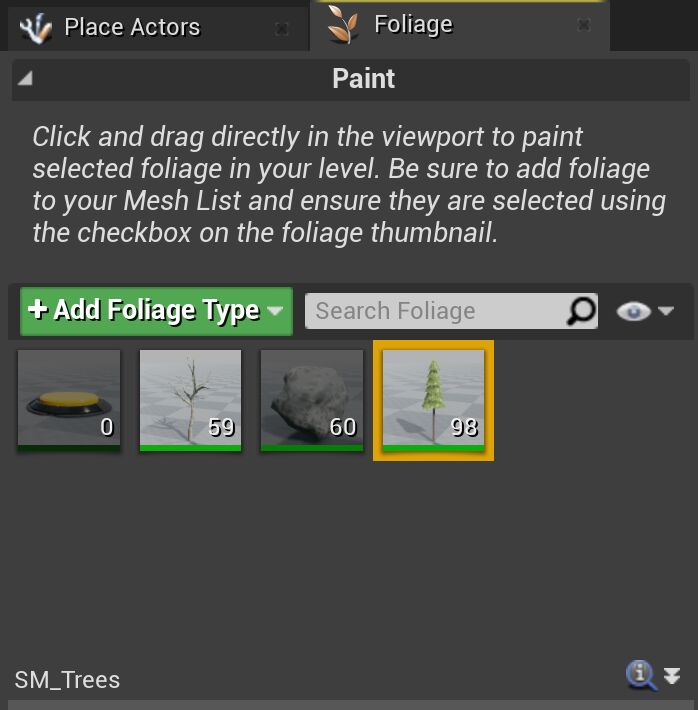 Place Actors
Foliage
Paint
Click and drag directly in the viewport to paint
selected foliage in your level. Be sure to add foliage
to your Mesh List and ensure they are selected using
the checkbox on the foliage thumbnail.
+ Add Foliage Type
Search Foliage
0
59
60
98
SM_Trees